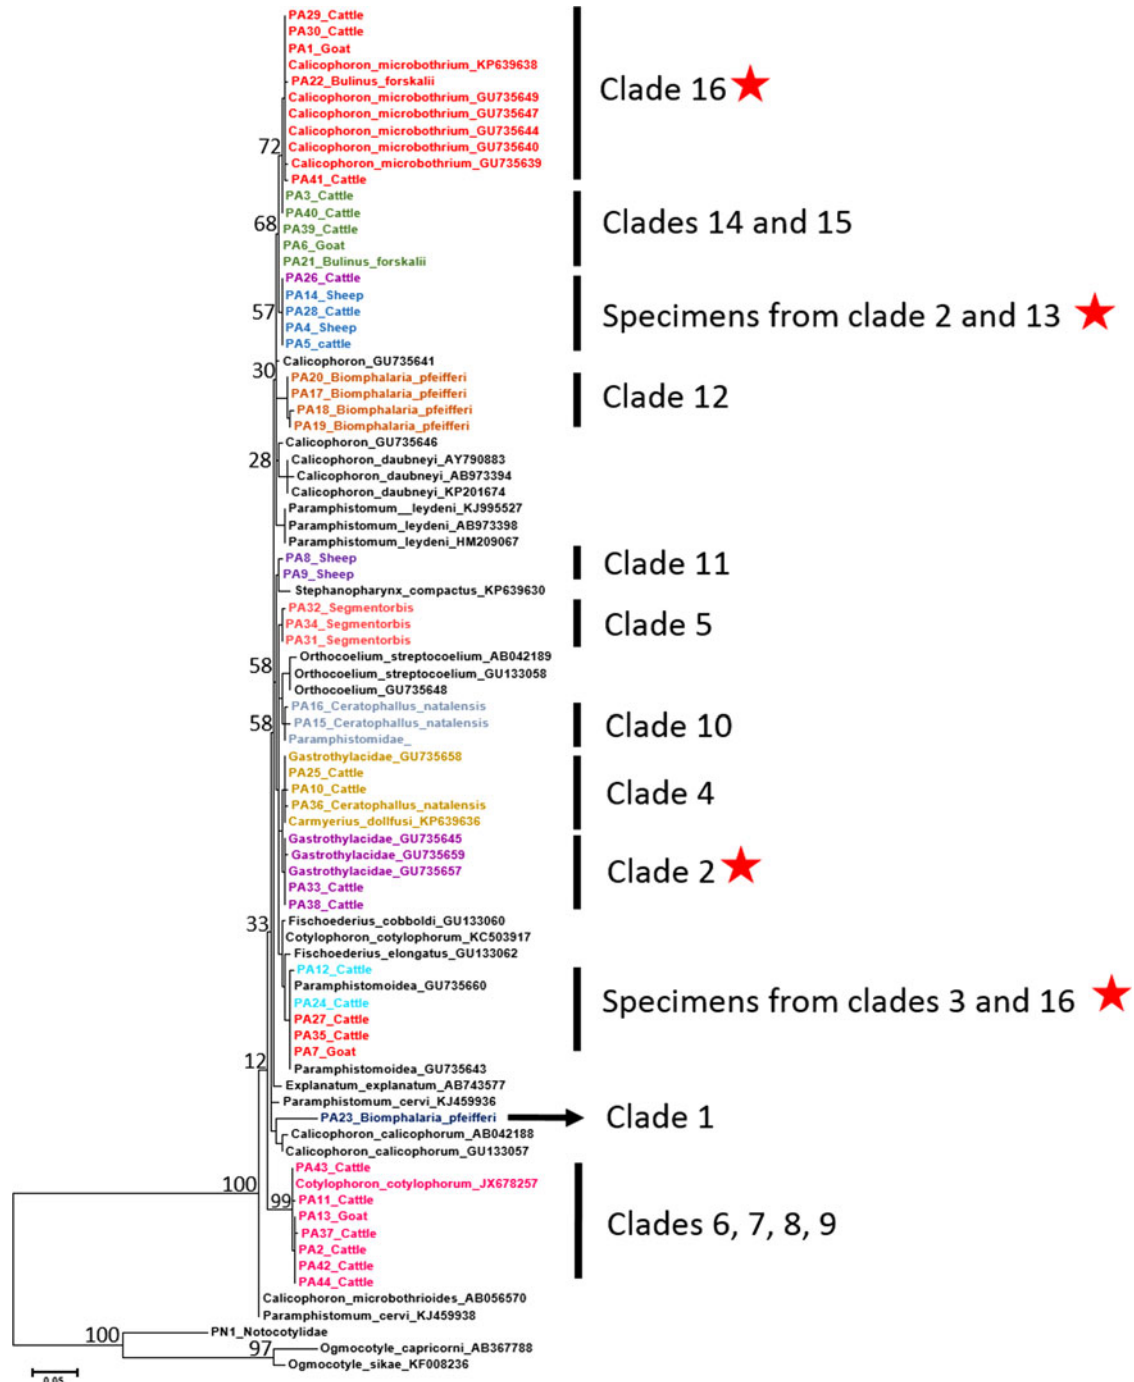 PA29_Cattle
PA30_Cattle
PA1_Goat
Calicophoron_microbothrium_KP639638
PA22_Bulinus_forskalii
Calicophoron_microbothrium_GU735649
Clade 16
Calicophoron_microbothrium_GU735647
Calicophoron_microbothrium_GU735644
Calicophoron_microbothrium_GU735640
72
Calicophoron_microbothrium_GU735639
PA41_Cattle
PA3_Cattle
PA40_Cattle
68
Clades 14 and 15
PA39_Cattle
PA6_Goat
PA21_Bulinus_forskalii
PA26_Cattle
PA14_Sheep
57
PA28_Cattle
Specimens from clade 2 and 13
PA4_Sheep
PA5_cattle
Calicophoron_GU735641
30
PA20_Biomphalaria_pfeifferi
PA17_Biomphalaria_pfeifferi
Clade 12
PA18_Biomphalaria_pfeifferi
PA19_Biomphalaria_pfeifferi
Calicophoron_GU735646
28
Calicophoron_daubneyi_AY790883
Calicophoron_daubneyi_AB973394
Calicophoron_daubneyi_KP201674
Paramphistomum__leydeni_KJ995527
Paramphistomum_leydeni_AB973398
Paramphistomum_leydeni_HM209067
PA8_Sheep
Clade 11
PA9_Sheep
Stephanopharynx_compactus_KP639630
PA32_Segmentorbis
PA34_Segmentorbis
Clade 5
PA31_Segmentorbis
Orthocoelium_streptocoelium_AB042189
58
Orthocoelium_streptocoelium_GU133058
Orthocoelium_GU735648
PA16_Ceratophallus_natalensis
58
PA15_Ceratophallus_natalensis
Clade 10
Paramphistomidae_
Gastrothylacidae_GU735658
PA25_Cattle
PA10_Cattle
Clade 4
PA36_Ceratophallus_natalensis
Carmyerius_dollfusi_KP639636
Gastrothylacidae_GU735645
Gastrothylacidae_GU735659
Gastrothylacidae_GU735657
Clade 2
PA33_Cattle
PA38_Cattle
33
Fischoederius_cobboldi_GU133060
Cotylophoron_cotylophorum_KC503917
Fischoederius_elongatus_GU133062
PA12_Cattle
Paramphistomoidea_GU735660
PA24_Cattle
Specimens from clades 3 and 16
PA27_Cattle
PA35_Cattle
PA7_Goat
12
Paramphistomoidea_GU735643
Explanatum_explanatum_AB743577
Paramphistomum_cervi_KJ459936
PA23_Biomphalaria_pfeifferi
Clade 1
Calicophoron_calicophorum_AB042188
Calicophoron_calicophorum_GU133057
PA43_Cattle
100
Cotylophoron_cotylophorum_JX678257
99
PA11_Cattle
PA13_Goat
Clades 6, 7, 8, 9
PA37_Cattle
PA2_Cattle
PA42_Cattle
PA44_Cattle
Calicophoron_microbothrioides_AB056570
Paramphistomum_cervi_KJ459938
100
PN1_Notocotylidae
97
Ogmocotyle_capricorni_AB367788
Ogmocotyle_sikae_KF008236
0.05